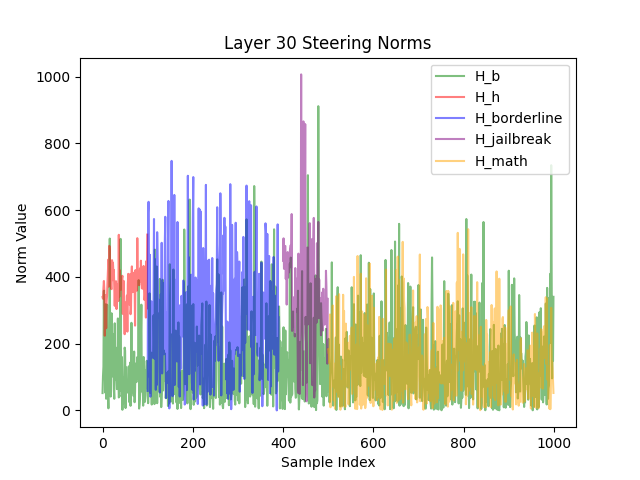 Layer 30 Steering Norms
Norm Value
1000
800
600
400
200
0
H_b
H_h
H_borderline
H_jailbreak
H_math
0 200 400 600 800 1000
Sample Index